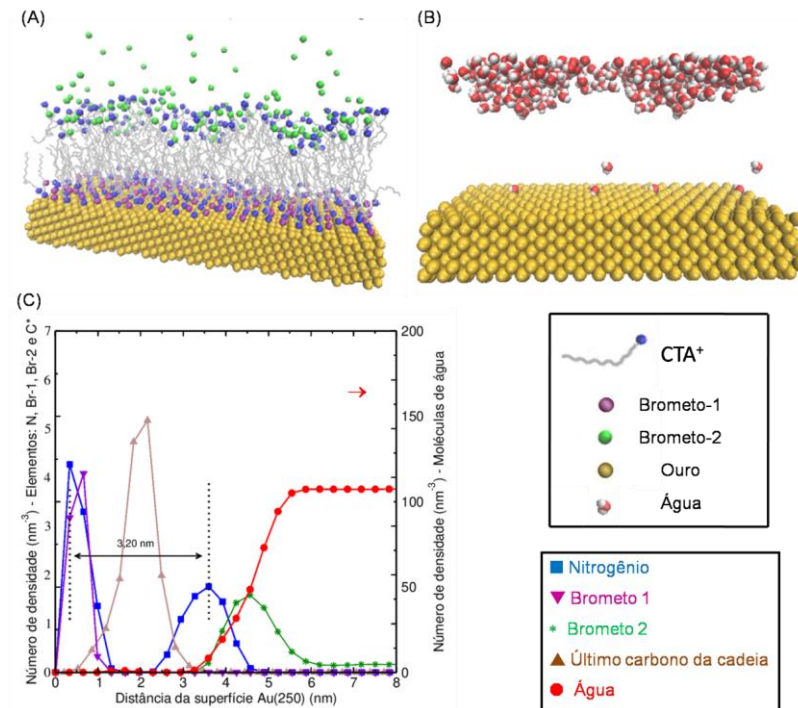 (A)
(B)
(C)
Número de densidade (nm⁻³) - Elementos: N, Br-1, Br-2 e C*
7
6
5
4
3
2
1
0
3,20 nm
200
150
100
50
0
Número de densidade (nm⁻³) - Moléculas de água
0 1 2 3 4 5 6 7 8
Distância da superfície Au(250) (nm)
CTA⁺
Brometo-1
Brometo-2
Ouro
Água
Nitrogênio
Brometo 1
Brometo 2
Último carbono da cadeia
Água